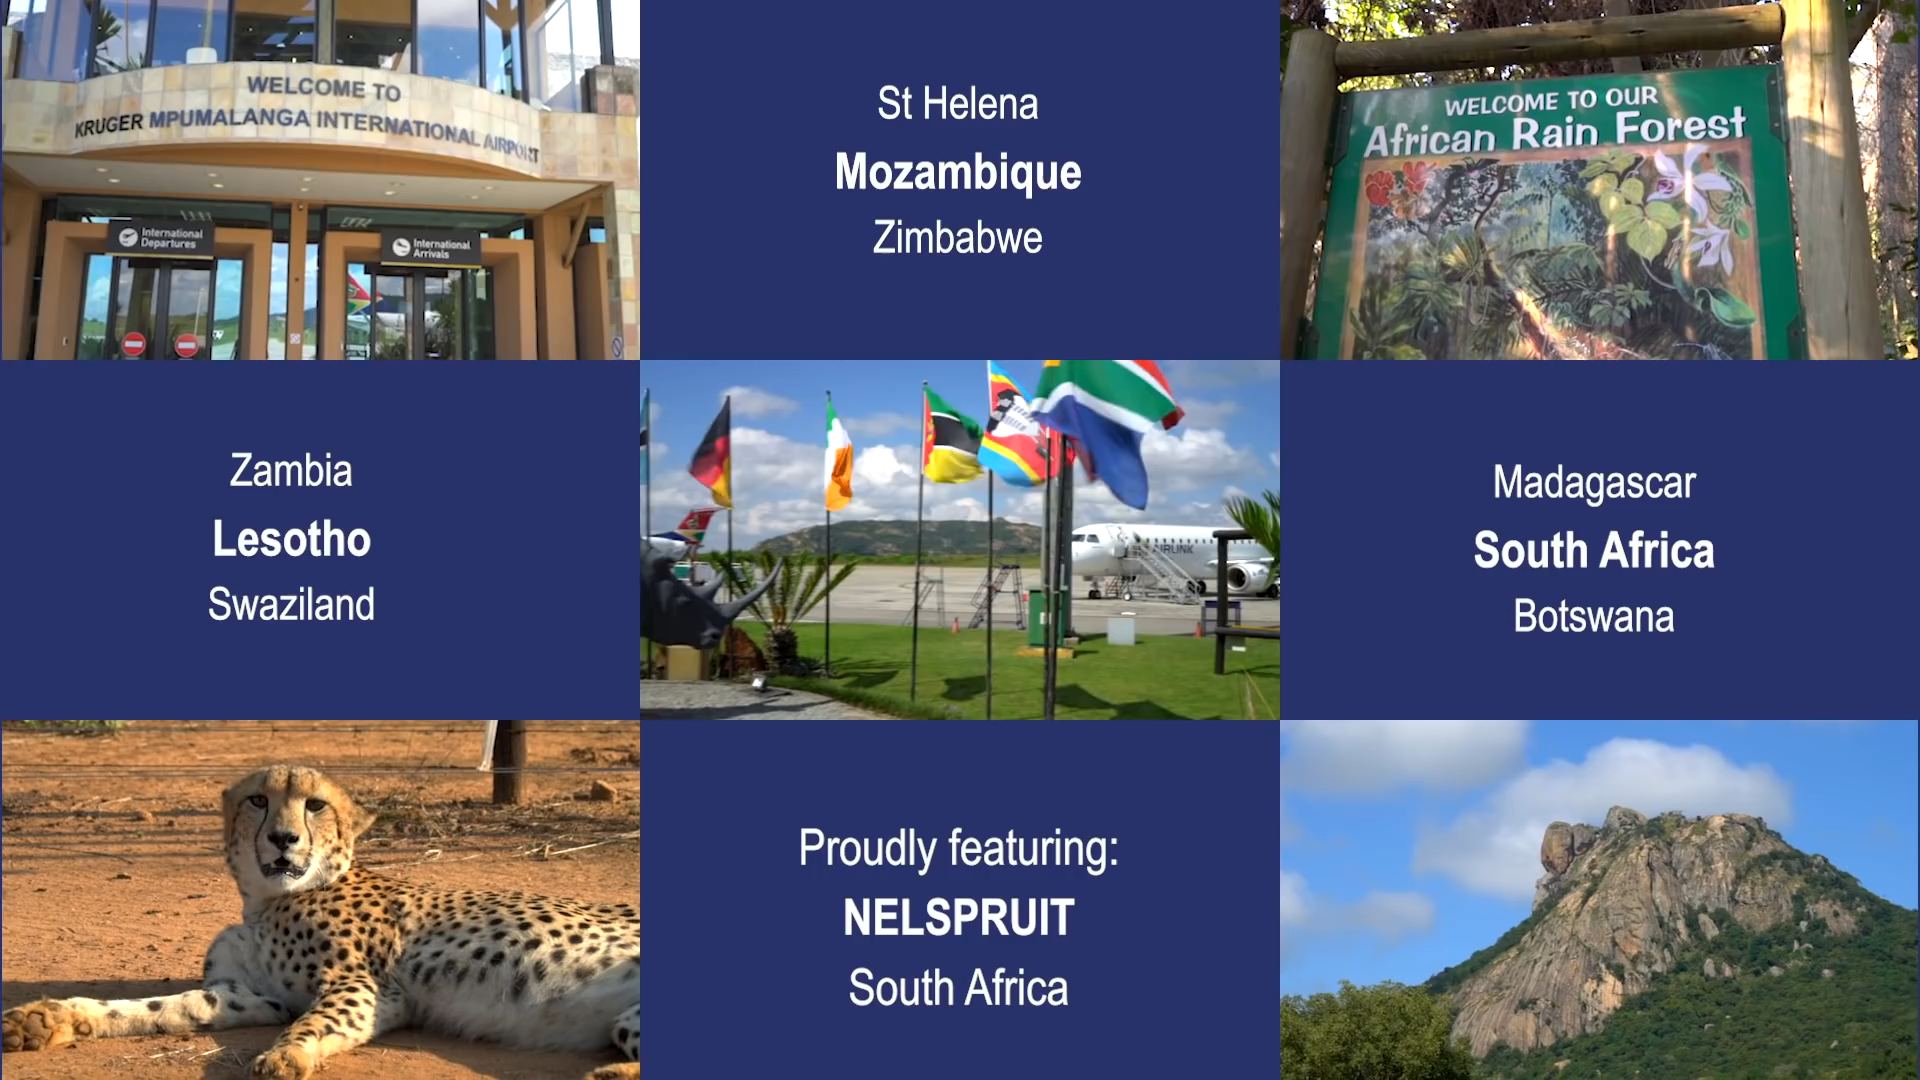 WELCOME TO
KRUGER MPUMALANGA INTERNATIONAL AIRPORT
International
Departures
International
Arrivals
St Helena
Mozambique
Zimbabwe
WELCOME TO OUR
African Rain Forest
Zambia
Lesotho
Swaziland
AIRLINK
Madagascar
South Africa
Botswana
Proudly featuring:
NELSPRUIT
South Africa